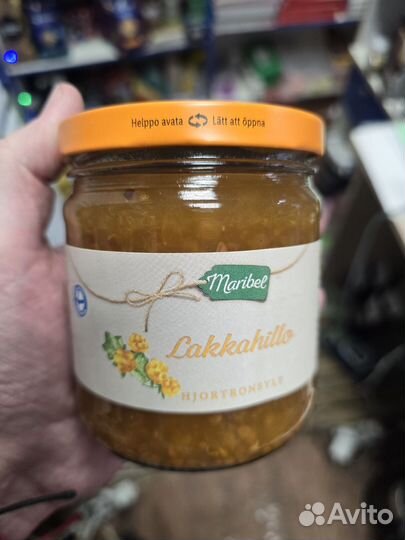 Helppo avata Lätt att öppna
Maribel
Lakkahillo
HJORTRONSYLT
Avito